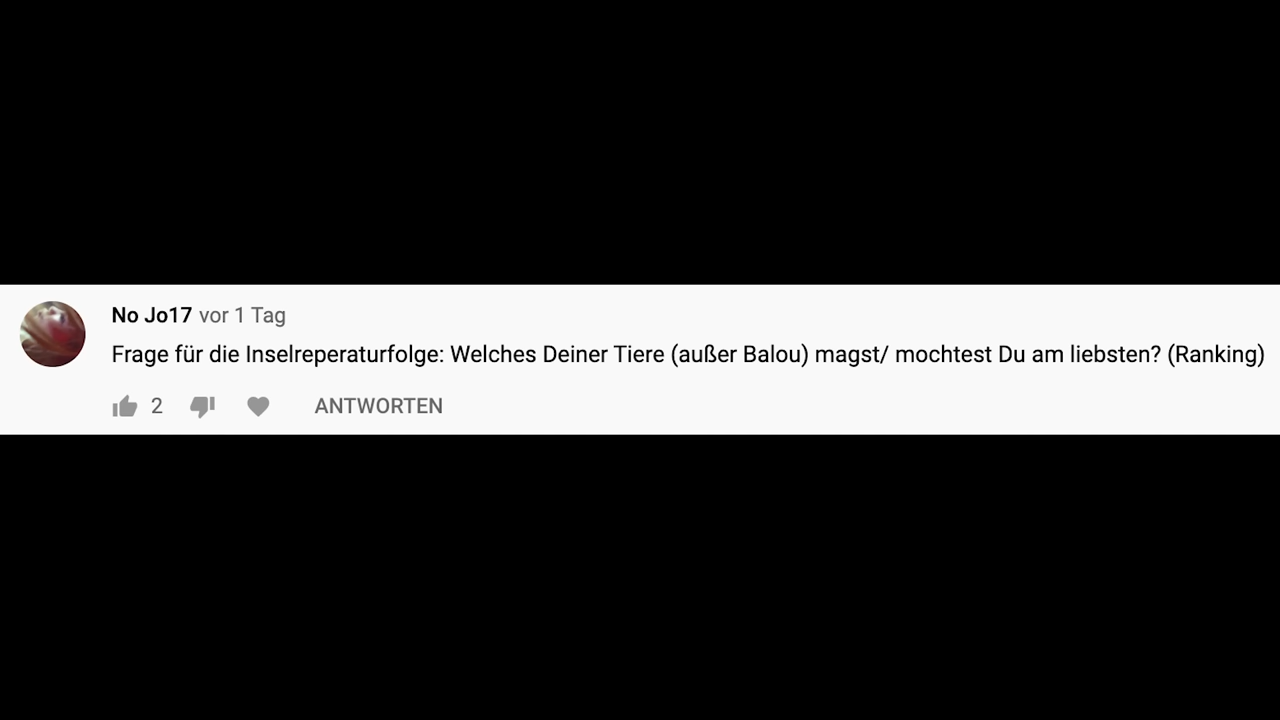 No Jo17 vor 1 Tag
Frage für die Inselreperaturfolge: Welches Deiner Tiere (außer Balou) magst/ mochtest Du am liebsten? (Ranking)
2 ANTWORTEN